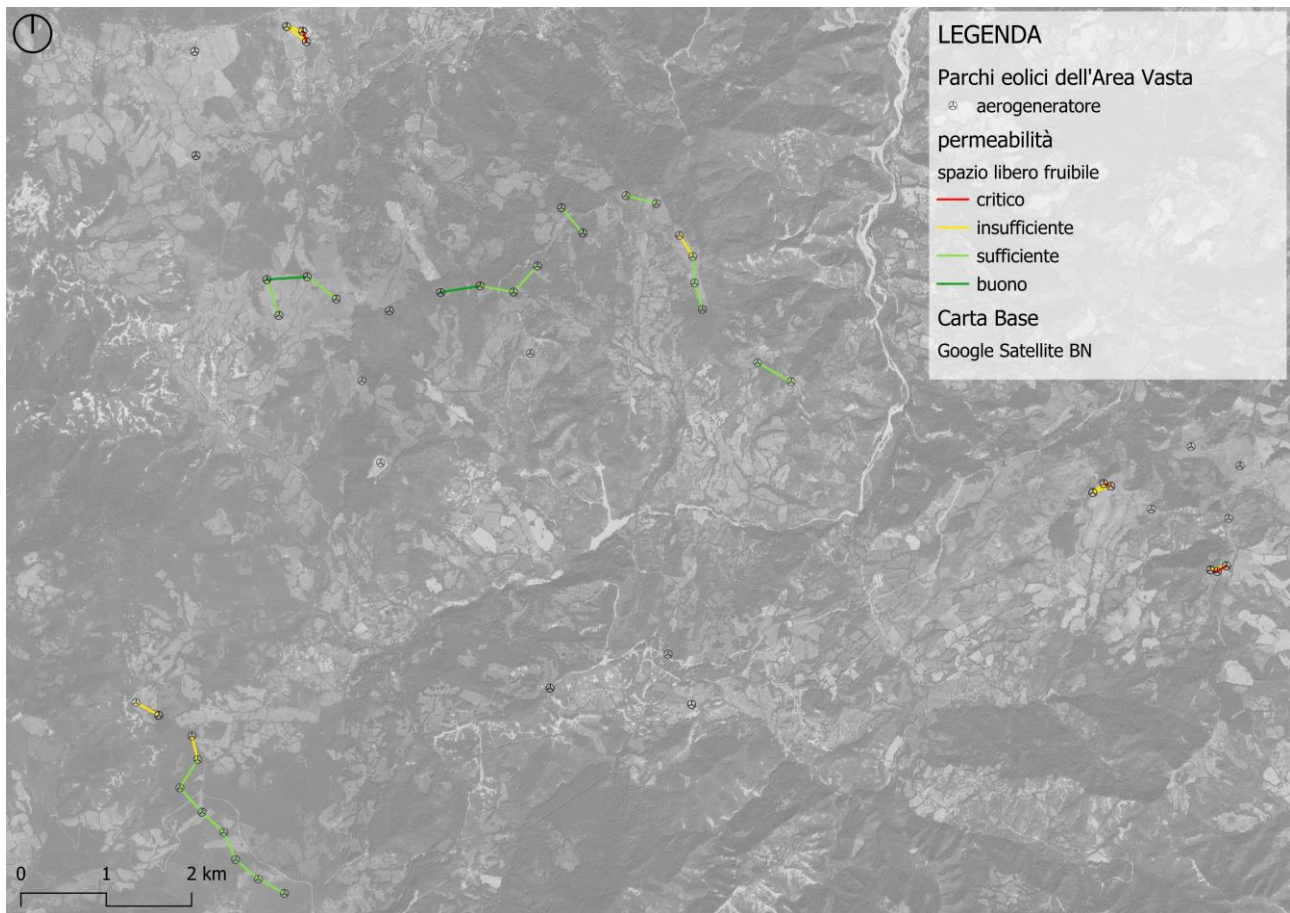 LEGENDA
Parchi eolici dell'Area Vasta
aerogeneratore
permeabilità
spazio libero fruibile
critico
insufficiente
sufficiente
buono
Carta Base
Google Satellite BN
0 1 2 km